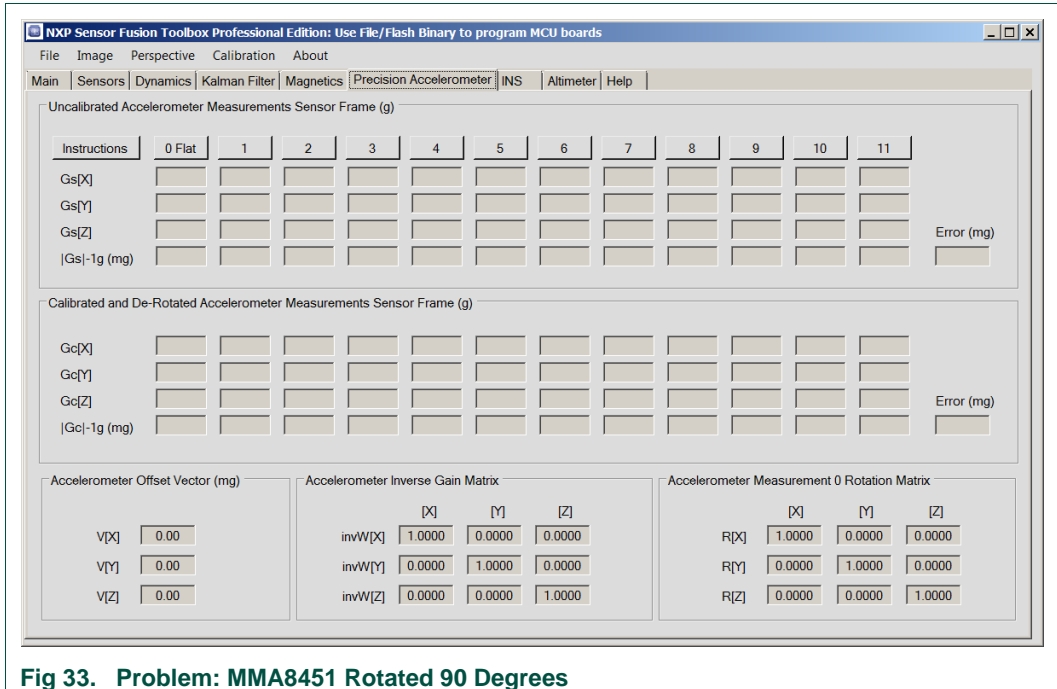 NXP Sensor Fusion Toolbox Professional Edition: Use File/Flash Binary to program MCU boards
File Image Perspective Calibration About
Main Sensors Dynamics Kalman Filter Magnetics Precision Accelerometer INS Altimeter Help
Uncalibrated Accelerometer Measurements Sensor Frame (g)
Instructions 0 Flat 1 2 3 4 5 6 7 8 9 10 11
Gs[X]
Gs[Y]
Gs[Z] Error (mg)
|Gs|-1g (mg)
Calibrated and De-Rotated Accelerometer Measurements Sensor Frame (g)
Gc[X]
Gc[Y]
Gc[Z] Error (mg)
|Gc|-1g (mg)
Accelerometer Offset Vector (mg)
V[X] 0.00
V[Y] 0.00
V[Z] 0.00
Accelerometer Inverse Gain Matrix
[X] [Y] [Z]
invW[X] 1.0000 0.0000 0.0000
invW[Y] 0.0000 1.0000 0.0000
invW[Z] 0.0000 0.0000 1.0000
Accelerometer Measurement 0 Rotation Matrix
[X] [Y] [Z]
R[X] 1.0000 0.0000 0.0000
R[Y] 0.0000 1.0000 0.0000
R[Z] 0.0000 0.0000 1.0000
Fig 33. Problem: MMA8451 Rotated 90 Degrees